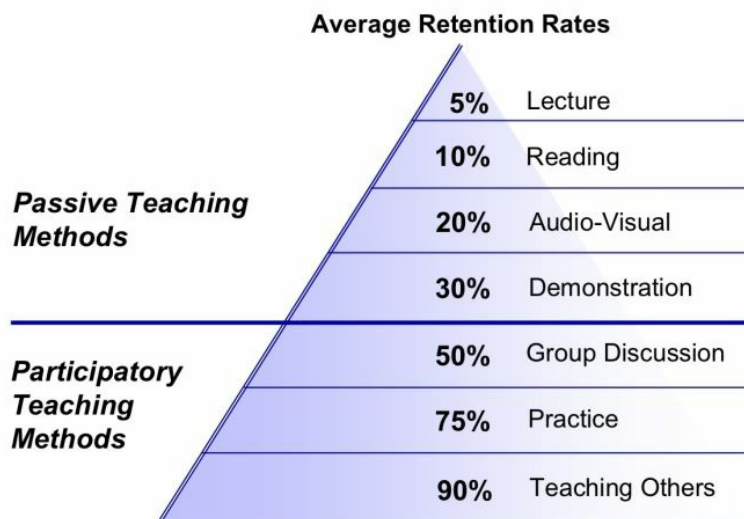 Average Retention Rates
5% Lecture
10% Reading
Passive Teaching
Methods
20% Audio-Visual
30% Demonstration
50% Group Discussion
Participatory
Teaching
Methods
75% Practice
90% Teaching Others